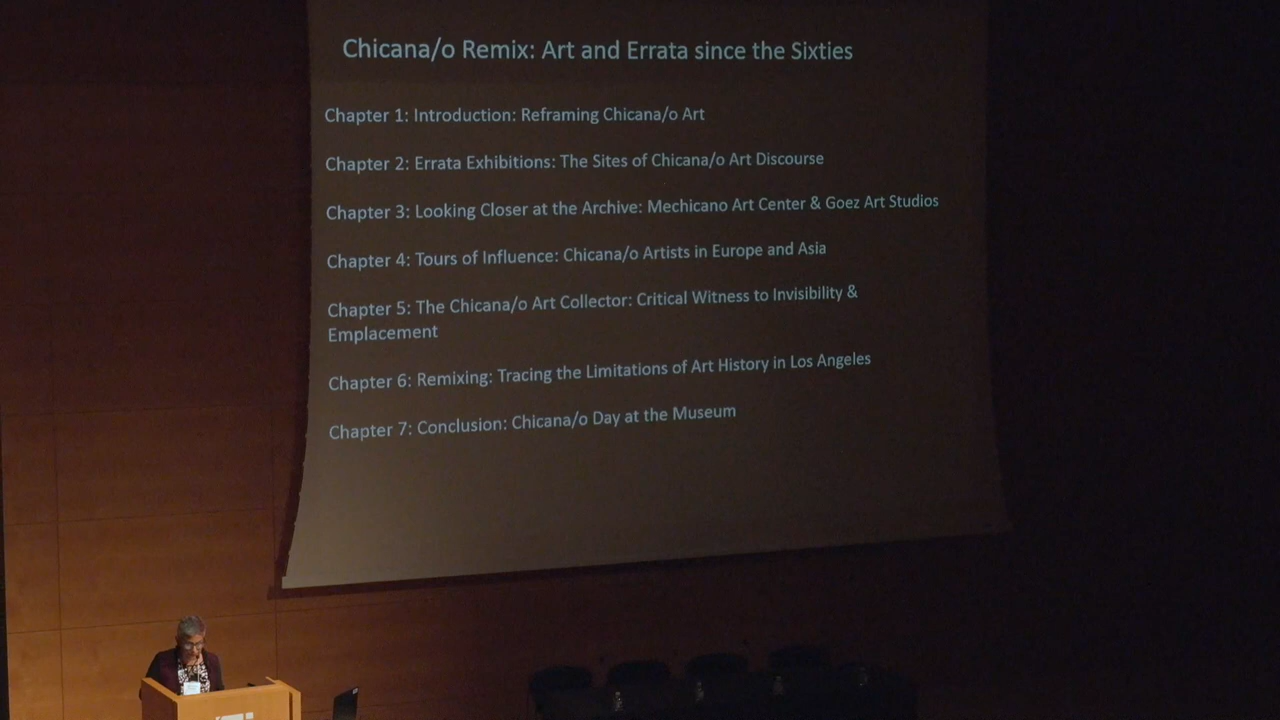 Chicana/o Remix: Art and Errata since the Sixties
Chapter 1: Introduction: Reframing Chicana/o Art
Chapter 2: Errata Exhibitions: The Sites of Chicana/o Art Discourse
Chapter 3: Looking Closer at the Archive: Mechicano Art Center & Goez Art Studios
Chapter 4: Tours of Influence: Chicana/o Artists in Europe and Asia
Chapter 5: The Chicana/o Art Collector: Critical Witness to Invisibility &
Emplacement
Chapter 6: Remixing: Tracing the Limitations of Art History in Los Angeles
Chapter 7: Conclusion: Chicana/o Day at the Museum